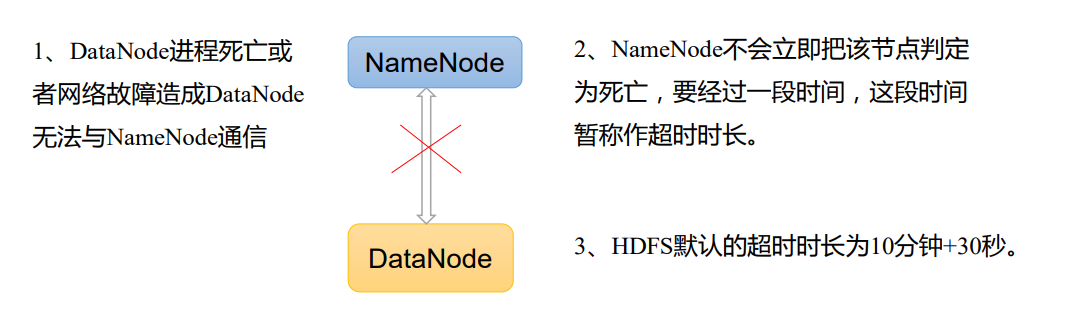 1、DataNode进程死亡或
者网络故障造成DataNode
无法与NameNode通信
NameNode
DataNode
2、NameNode不会立即把该节点判定
为死亡，要经过一段时间，这段时间
暂称作超时时长。
3、HDFS默认的超时时长为10分钟+30秒。